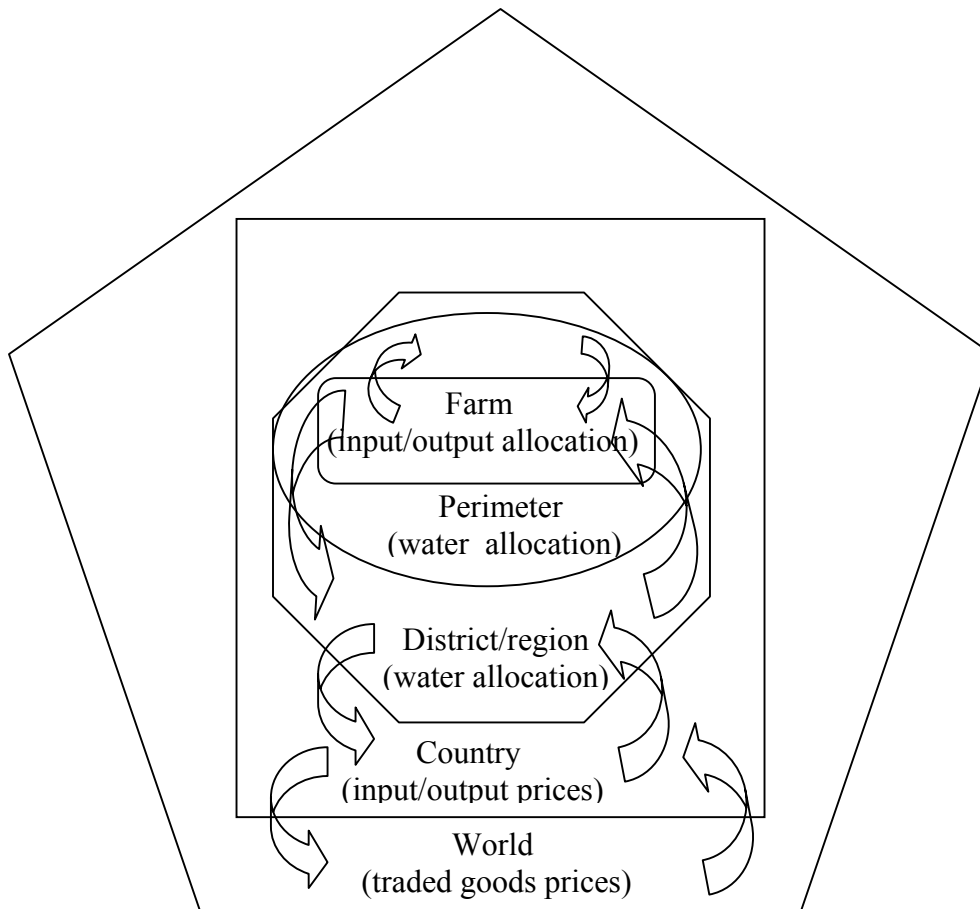 Farm
(input/output allocation)
Perimeter
(water allocation)
District/region
(water allocation)
Country
(input/output prices)
World
(traded goods prices)